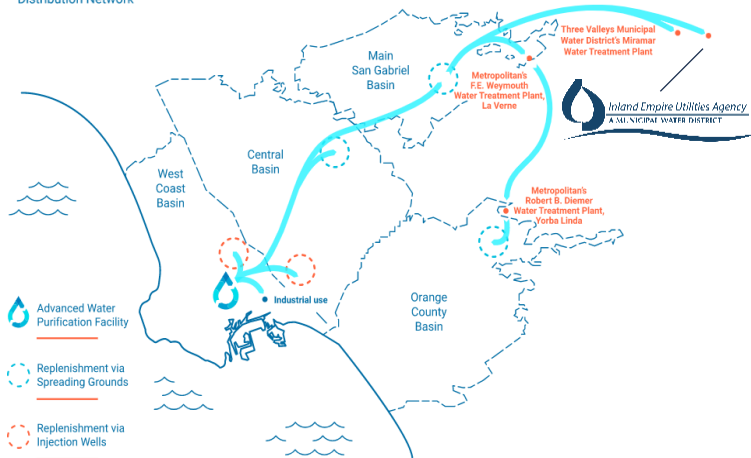 Distribution Network
Main
San Gabriel
Basin
Three Valleys Municipal
Water District's Miramar
Water Treatment Plant
Metropolitan's
F.E. Weymouth
Water Treatment Plant,
La Verne
Inland Empire Utilities Agency
A MUNICIPAL WATER DISTRICT
Central
Basin
West
Coast
Basin
Metropolitan's
Robert B. Diemer
Water Treatment Plant,
Yorba Linda
Industrial use
Orange
County
Basin
Advanced Water
Purification Facility
Replenishment via
Spreading Grounds
Replenishment via
Injection Wells